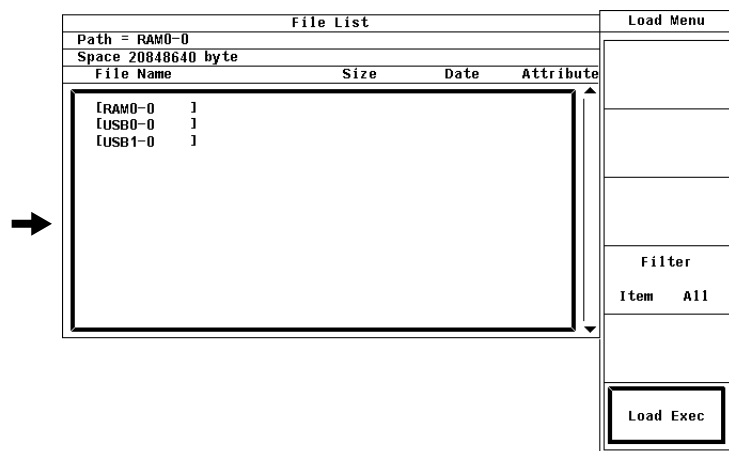 File List
Path = RAM0-0
Space 20848640 byte
File Name Size Date Attribute
[RAM0-0 ]
[USB0-0 ]
[USB1-0 ]
Load Menu
Filter
Item All
Load Exec